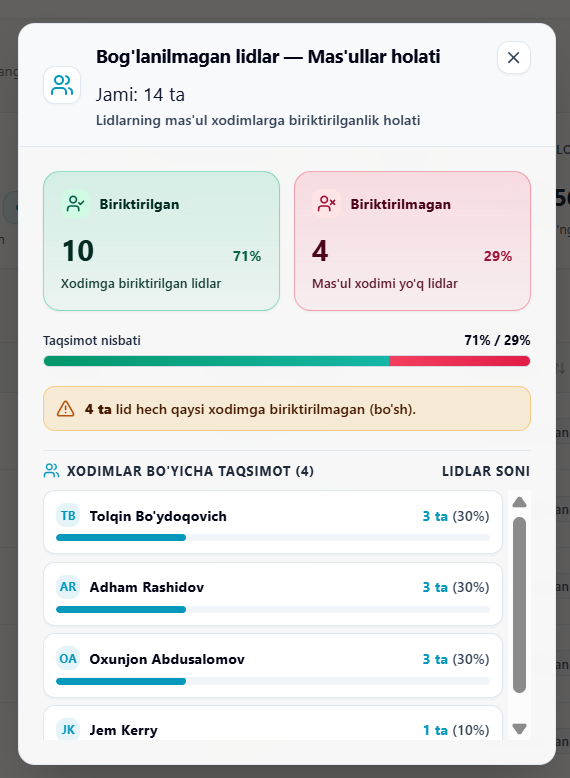 Bog'lanilmagan lidlar — Mas'ullar holati
Jami: 14 ta
Lidlarning mas'ul xodimlarga biriktirilganlik holati
Biriktirilgan
10
71%
Xodimga biriktirilgan lidlar
Biriktirilmagan
4
29%
Mas'ul xodimi yo'q lidlar
Taqsimot nisbati
71% / 29%
4 ta lid hech qaysi xodimga biriktirilmagan (bo'sh).
XODIMLAR BO'YICHA TAQSIMOT (4)
LIDLAR SONI
TB Tolqin Bo'ydoqovich 3 ta (30%)
AR Adham Rashidov 3 ta (30%)
OA Oxunjon Abdusalomov 3 ta (30%)
JK Jem Kerry 1 ta (10%)